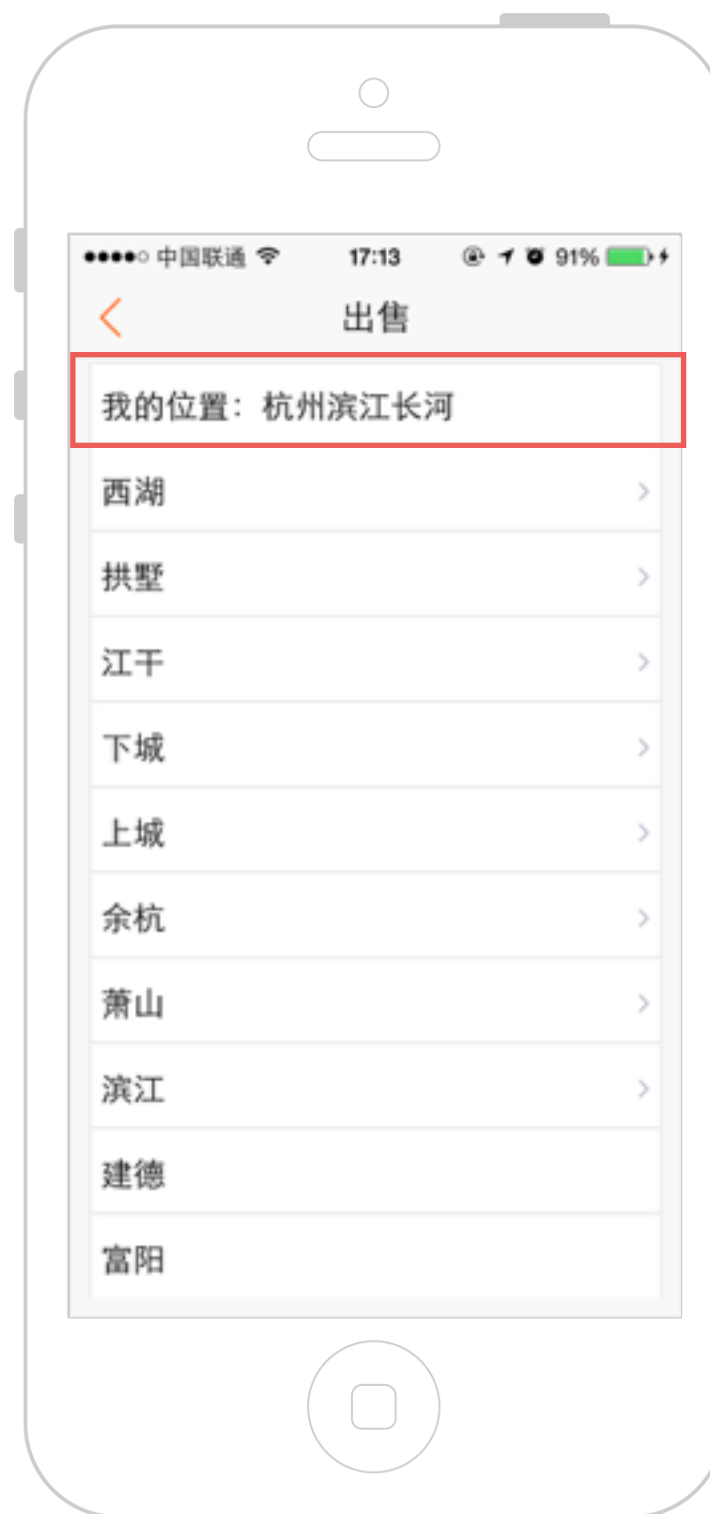 中国联通 17:13 91%
出售
我的位置：杭州滨江长河
西湖
拱墅
江干
下城
上城
余杭
萧山
滨江
建德
富阳